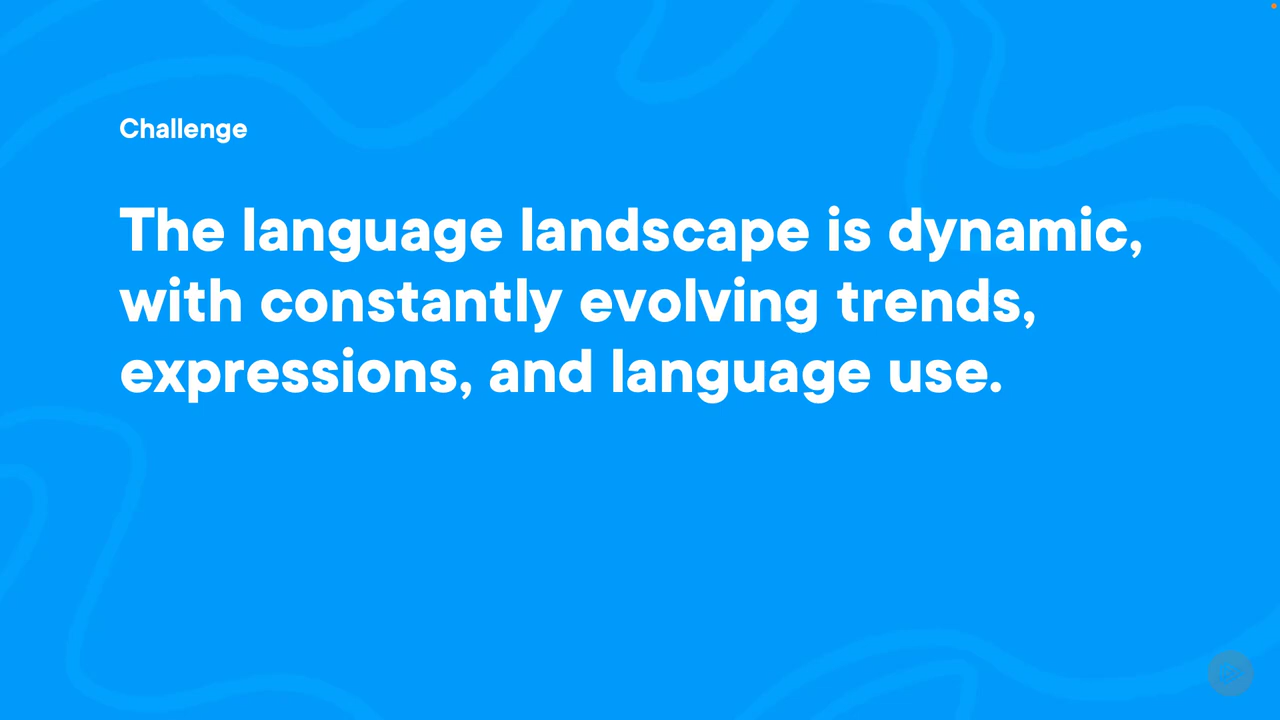 Challenge
The language landscape is dynamic,
with constantly evolving trends,
expressions, and language use.